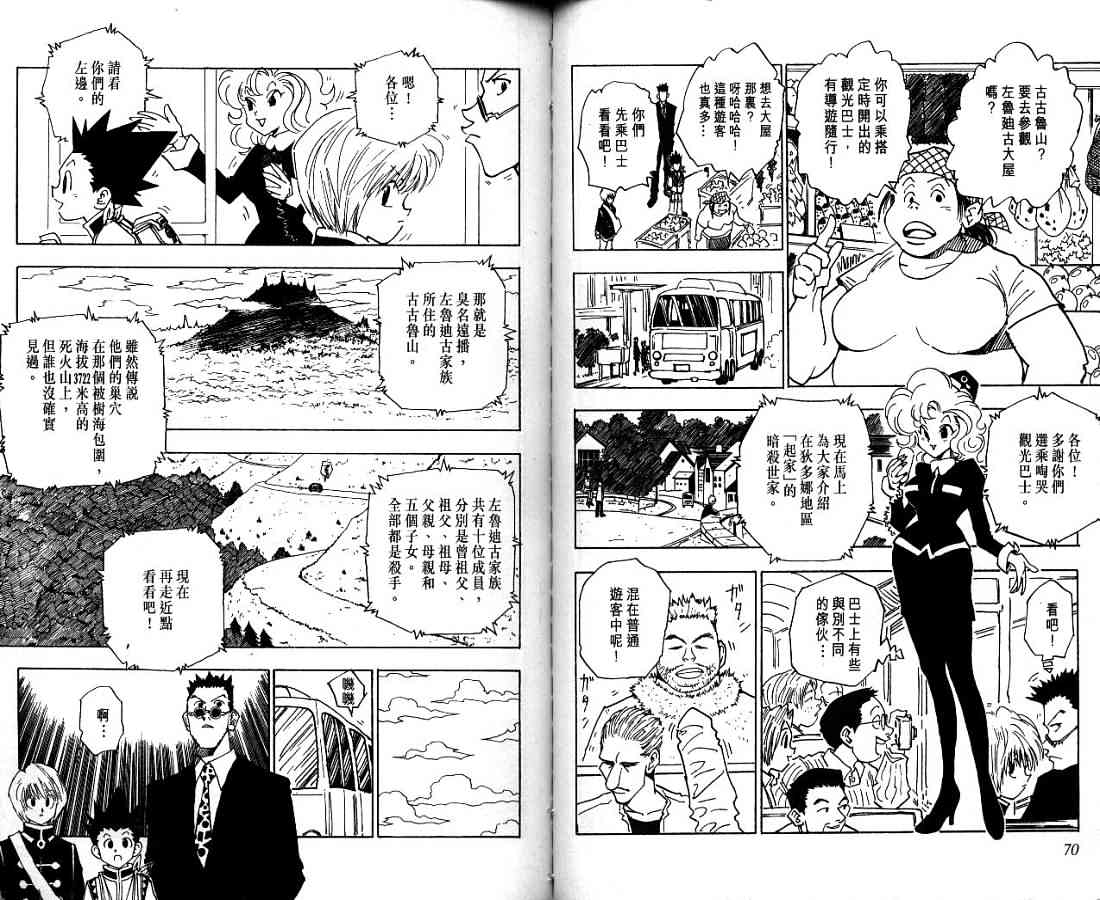 古古魯山？
要去參觀
左魯迪古大屋
嗎？
你可以乘搭
定時開出的
觀光巴士，
有導遊隨行！
想去大屋
那裏？
呀哈哈哈！
這種遊客
也真多…
你們
先乘巴士
看看吧！
各位！
多謝你們
選乘啕哭
觀光巴士。
現在馬上
為大家介紹
在狄多娜地區
「起家」的
暗殺世家。
看吧！
巴士上有些
與別不同
的傢伙…
ガタ
混在普通
遊客中呢！
ガタ
70
嗯！
各位…
請看
你們的
左邊。
那就是
臭名遠播，
左魯迪古家族
所住的
古古魯山。
雖然傳說
他們的巢穴
在那個被樹海包圍，
海拔3722米高的
死火山上，
但誰也沒確實
見過。
左魯迪古家族
共有十位成員，
分別是曾祖父、
祖父、祖母、
父親、母親和
五個子女。
全部都是殺手。
現在
再走近點
看看吧！
嘰嘰
啊…